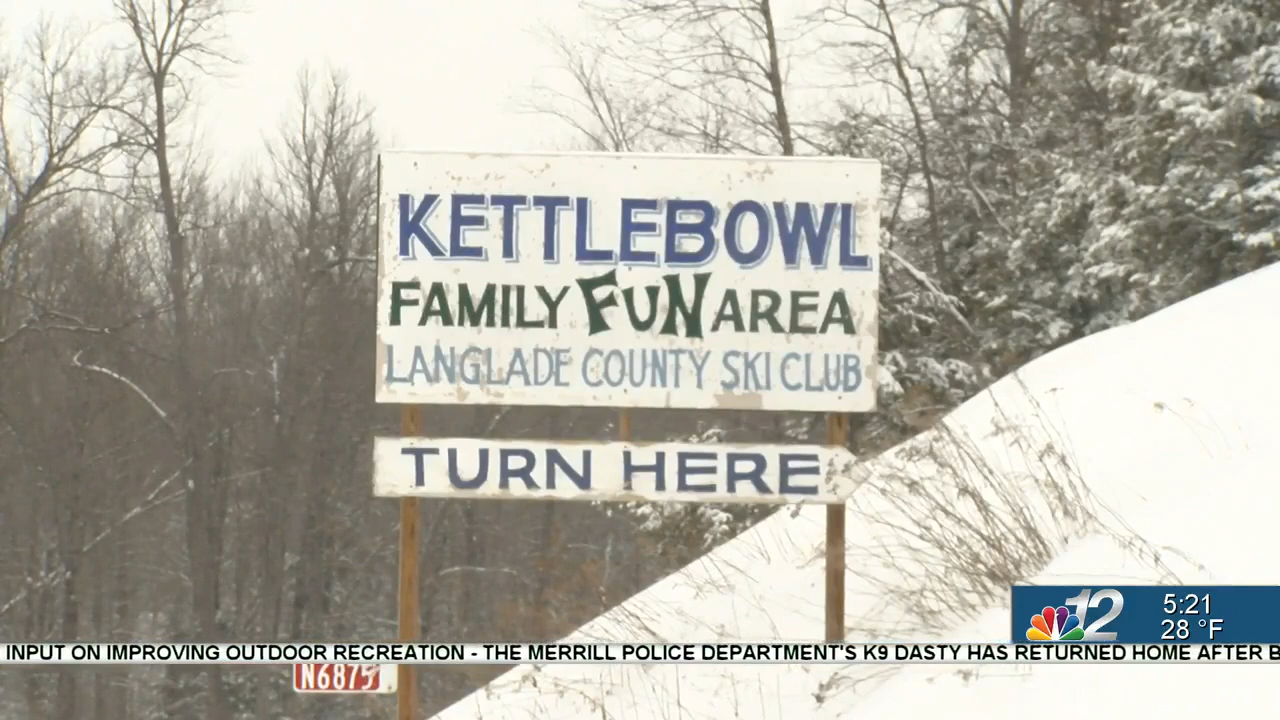 KETTLEBOWL
FAMILY FUN AREA
LANGLADE COUNTY SKI CLUB
TURN HERE
12
5:21
28 °F
INPUT ON IMPROVING OUTDOOR RECREATION - THE MERRILL POLICE DEPARTMENT'S K9 DASTY HAS RETURNED HOME AFTER B
N6875